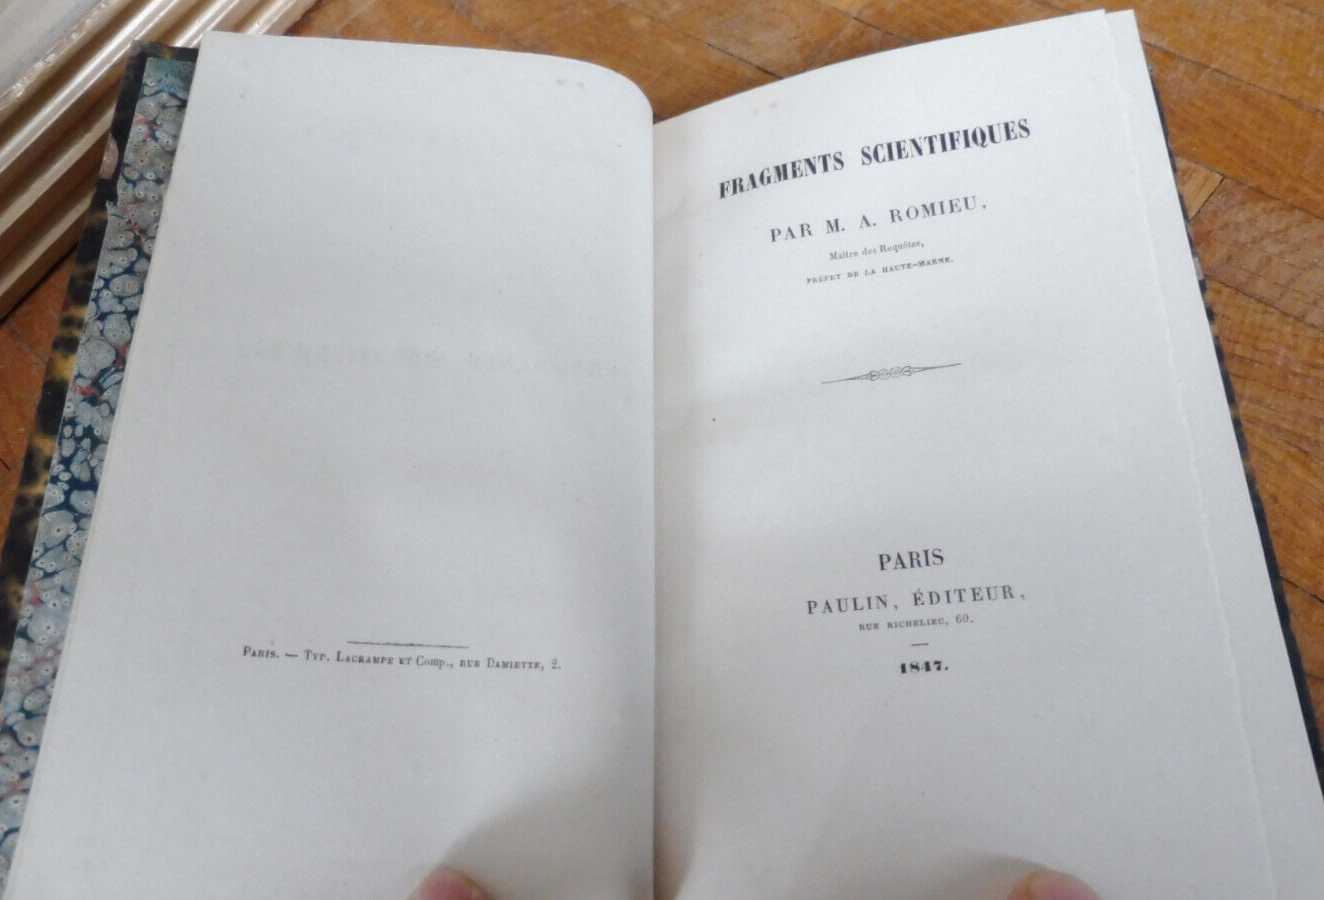 PARIS. — TYP. LACRAMPE ET Comp., RUE DAMIETTE, 2.
FRAGMENTS SCIENTIFIQUES
PAR M. A. ROMIEU,
Maître des Requêtes,
PRÉFET DE LA HAUTE-MARNE.
PARIS
PAULIN, ÉDITEUR,
RUE RICHELIEU, 60.
1847.